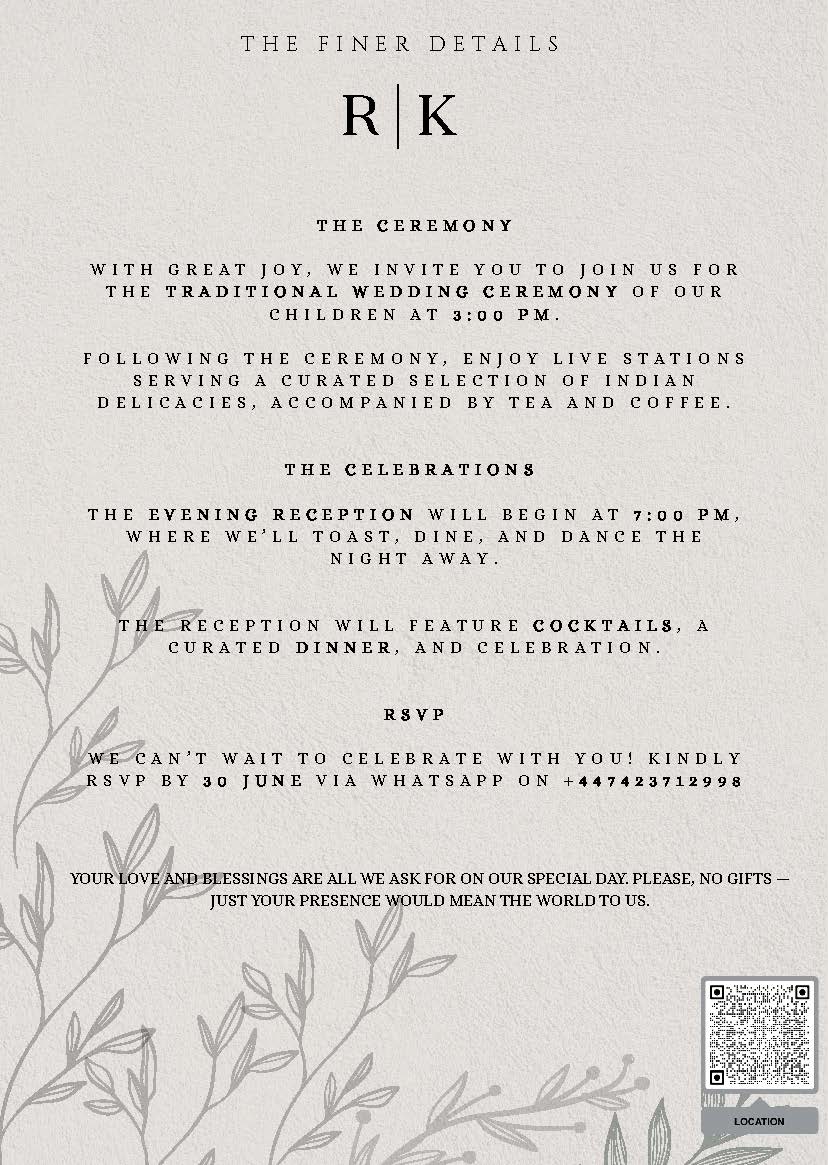 THE FINER DETAILS
R|K
THE CEREMONY
WITH GREAT JOY, WE INVITE YOU TO JOIN US FOR
THE TRADITIONAL WEDDING CEREMONY OF OUR
CHILDREN AT 3:00 PM.
FOLLOWING THE CEREMONY, ENJOY LIVE STATIONS
SERVING A CURATED SELECTION OF INDIAN
DELICACIES, ACCOMPANIED BY TEA AND COFFEE.
THE CELEBRATIONS
THE EVENING RECEPTION WILL BEGIN AT 7:00 PM,
WHERE WE’LL TOAST, DINE, AND DANCE THE
NIGHT AWAY.
THE RECEPTION WILL FEATURE COCKTAILS, A
CURATED DINNER, AND CELEBRATION.
RSVP
WE CAN’T WAIT TO CELEBRATE WITH YOU! KINDLY
RSVP BY 30 JUNE VIA WHATSAPP ON +447423712998
YOUR LOVE AND BLESSINGS ARE ALL WE ASK FOR ON OUR SPECIAL DAY. PLEASE, NO GIFTS —
JUST YOUR PRESENCE WOULD MEAN THE WORLD TO US.
LOCATION